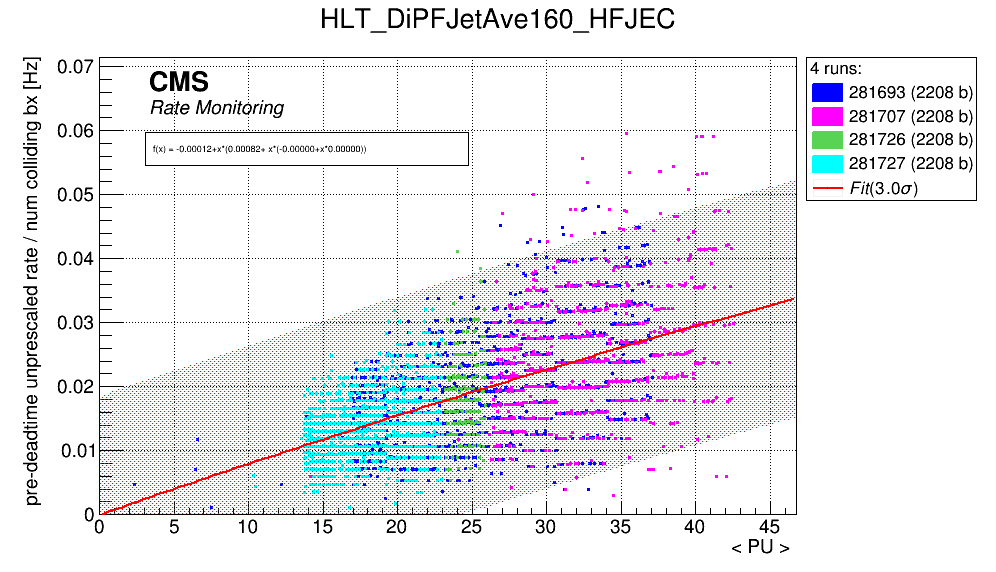 HLT_DiPFJetAve160_HFJEC
pre-deadtime unprescaled rate / num colliding bx [Hz]
0.07
0.06
0.05
0.04
0.03
0.02
0.01
0
CMS
Rate Monitoring
f(x) = -0.00012+x*(0.00082+ x*(-0.00000+x*0.00000))
0 5 10 15 20 25 30 35 40 45
< PU >
4 runs:
281693 (2208 b)
281707 (2208 b)
281726 (2208 b)
281727 (2208 b)
Fit(3.0σ)